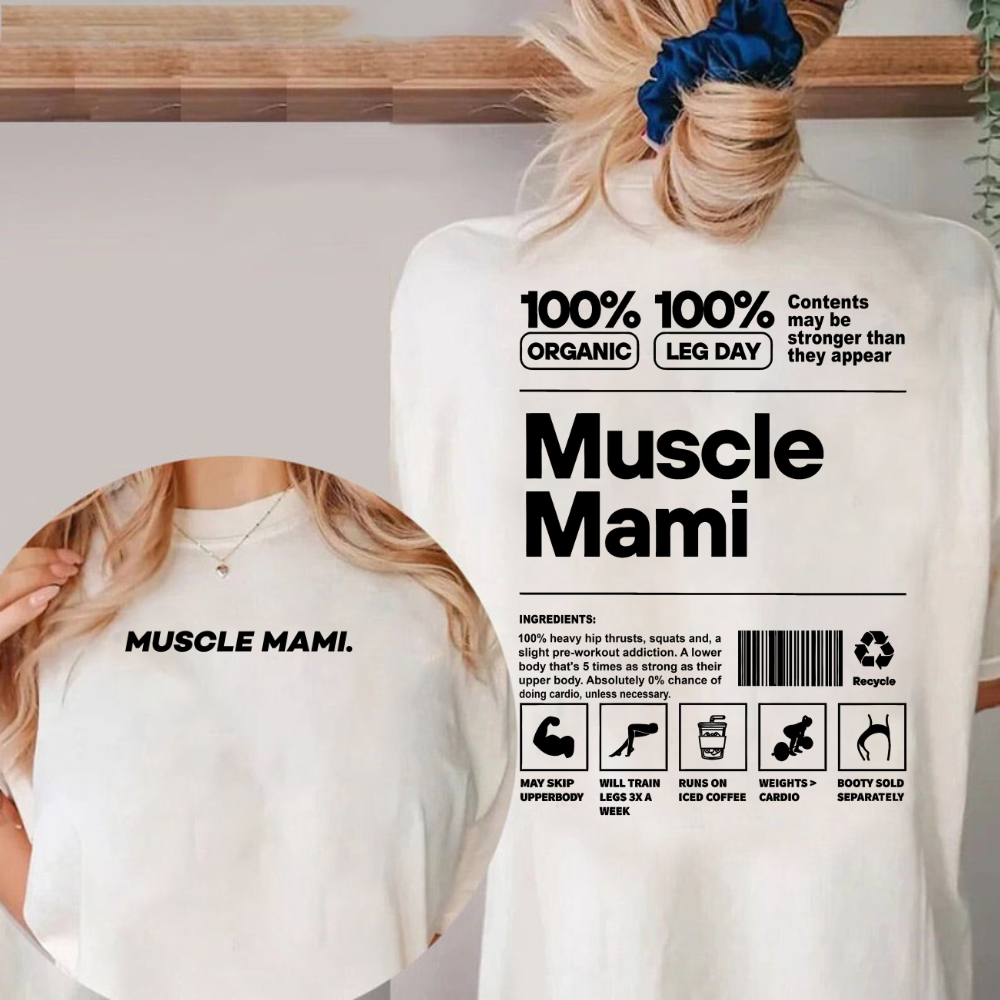 100% 100% Contents
may be
stronger than
they appear
ORGANIC LEG DAY
Muscle
Mami
INGREDIENTS:
100% heavy hip thrusts, squats and, a
slight pre-workout addiction. A lower
body that's 5 times as strong as their
upper body. Absolutely 0% chance of
doing cardio, unless necessary.
Recycle
MAY SKIP
UPPERBODY
WILL TRAIN
LEGS 3X A
WEEK
RUNS ON
ICED COFFEE
WEIGHTS >
CARDIO
BOOTY SOLD
SEPARATELY
MUSCLE MAMI.